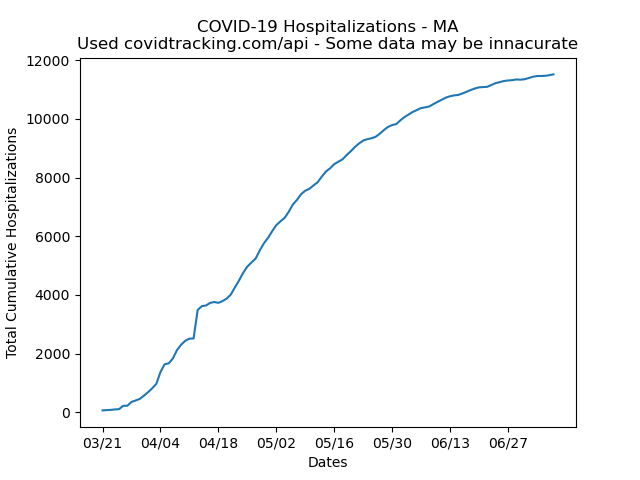 COVID-19 Hospitalizations - MA
Used covidtracking.com/api - Some data may be innacurate
Total Cumulative Hospitalizations
12000
10000
8000
6000
4000
2000
0
03/21 04/04 04/18 05/02 05/16 05/30 06/13 06/27
Dates